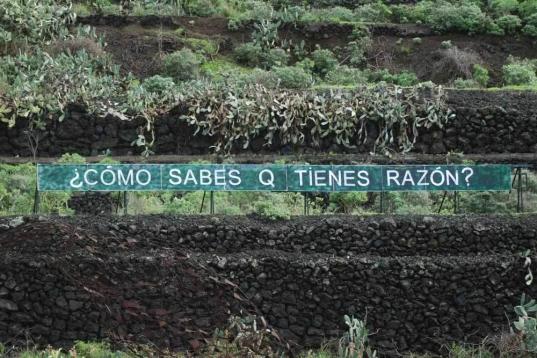 ¿CÓMO SABES Q TIENES RAZÓN?